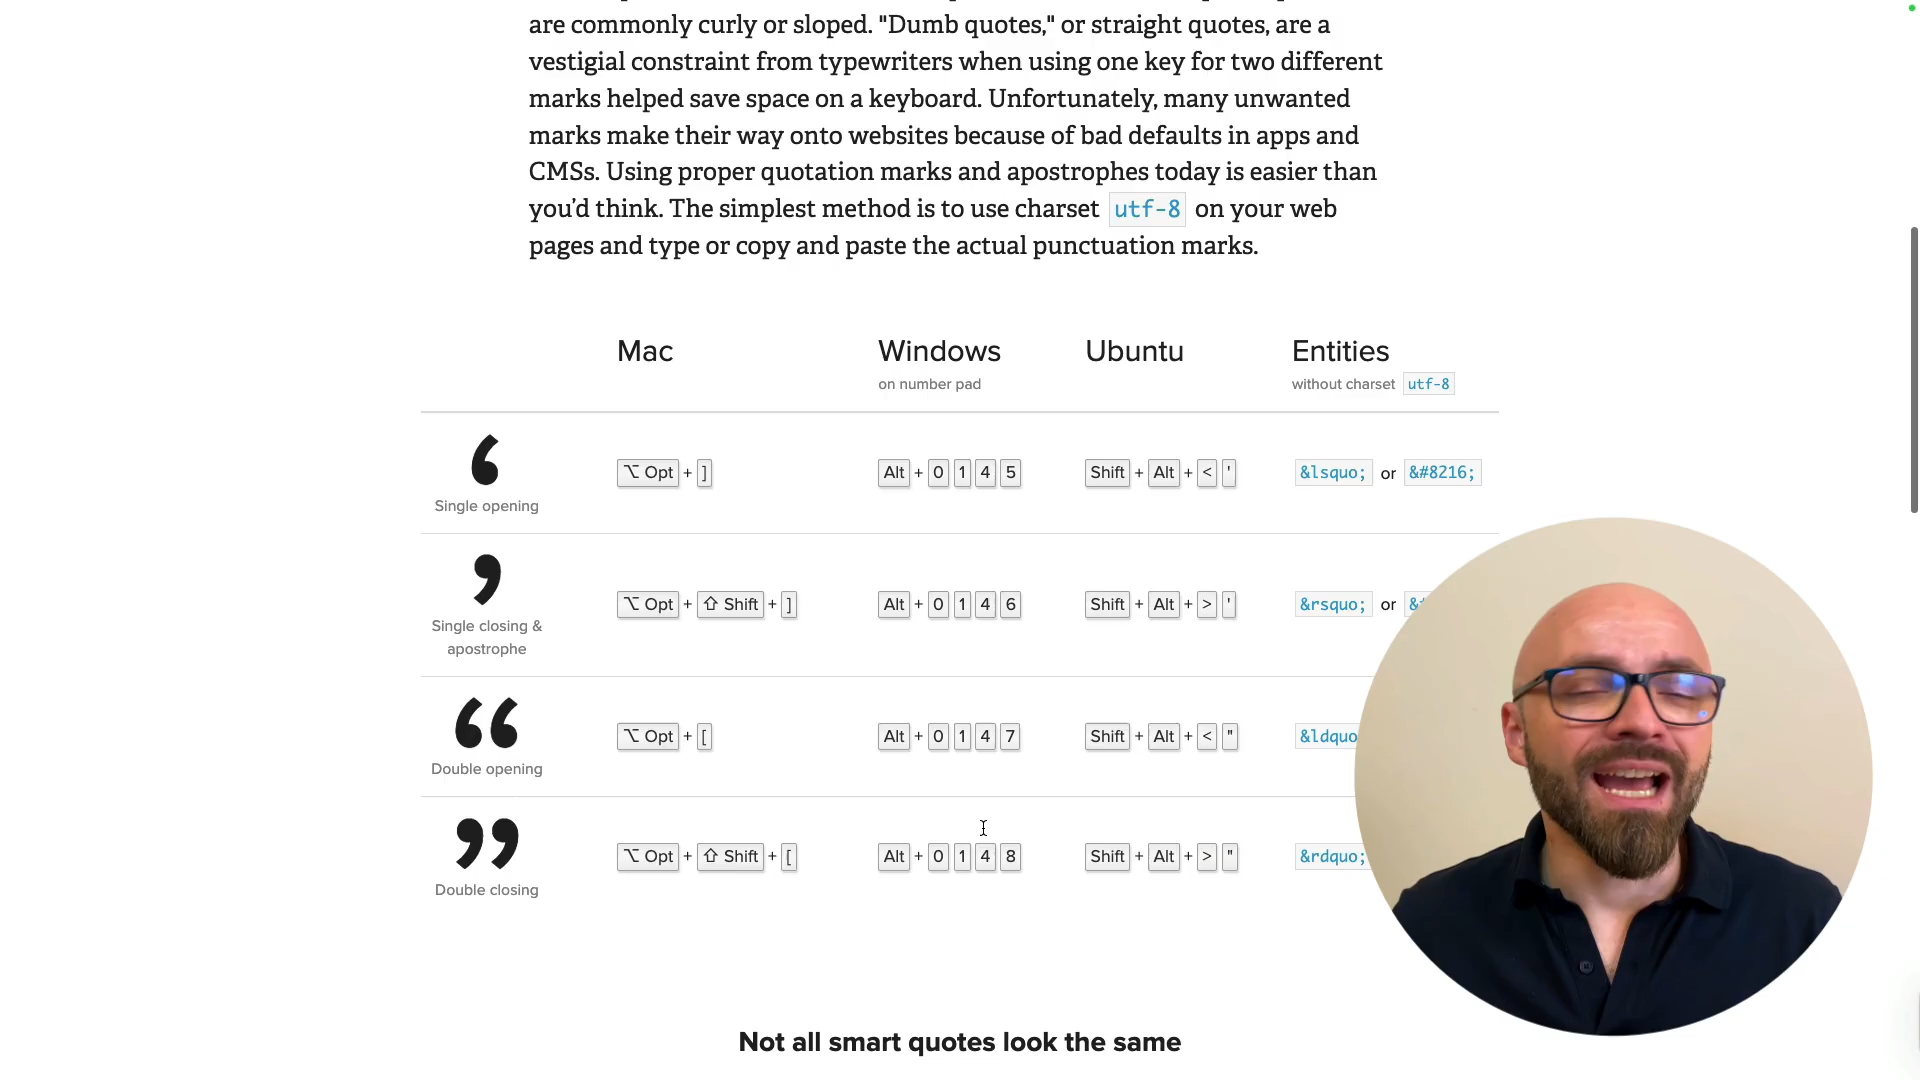 are commonly curly or sloped. "Dumb quotes," or straight quotes, are a
vestigial constraint from typewriters when using one key for two different
marks helped save space on a keyboard. Unfortunately, many unwanted
marks make their way onto websites because of bad defaults in apps and
CMSs. Using proper quotation marks and apostrophes today is easier than
you’d think. The simplest method is to use charset utf-8 on your web
pages and type or copy and paste the actual punctuation marks.
Mac Windows Ubuntu Entities
on number pad without charset utf-8
‘ ⌥ Opt + ] Alt + 0 1 4 5 Shift + Alt + < ' &lsquo; or &#8216;
Single opening
’ ⌥ Opt + ⇧ Shift + ] Alt + 0 1 4 6 Shift + Alt + > ' &rsquo; or
Single closing &
apostrophe
“ ⌥ Opt + [ Alt + 0 1 4 7 Shift + Alt + < " &ldquo
Double opening
” ⌥ Opt + ⇧ Shift + [ Alt + 0 1 4 8 Shift + Alt + > " &rdquo;
Double closing
Not all smart quotes look the same